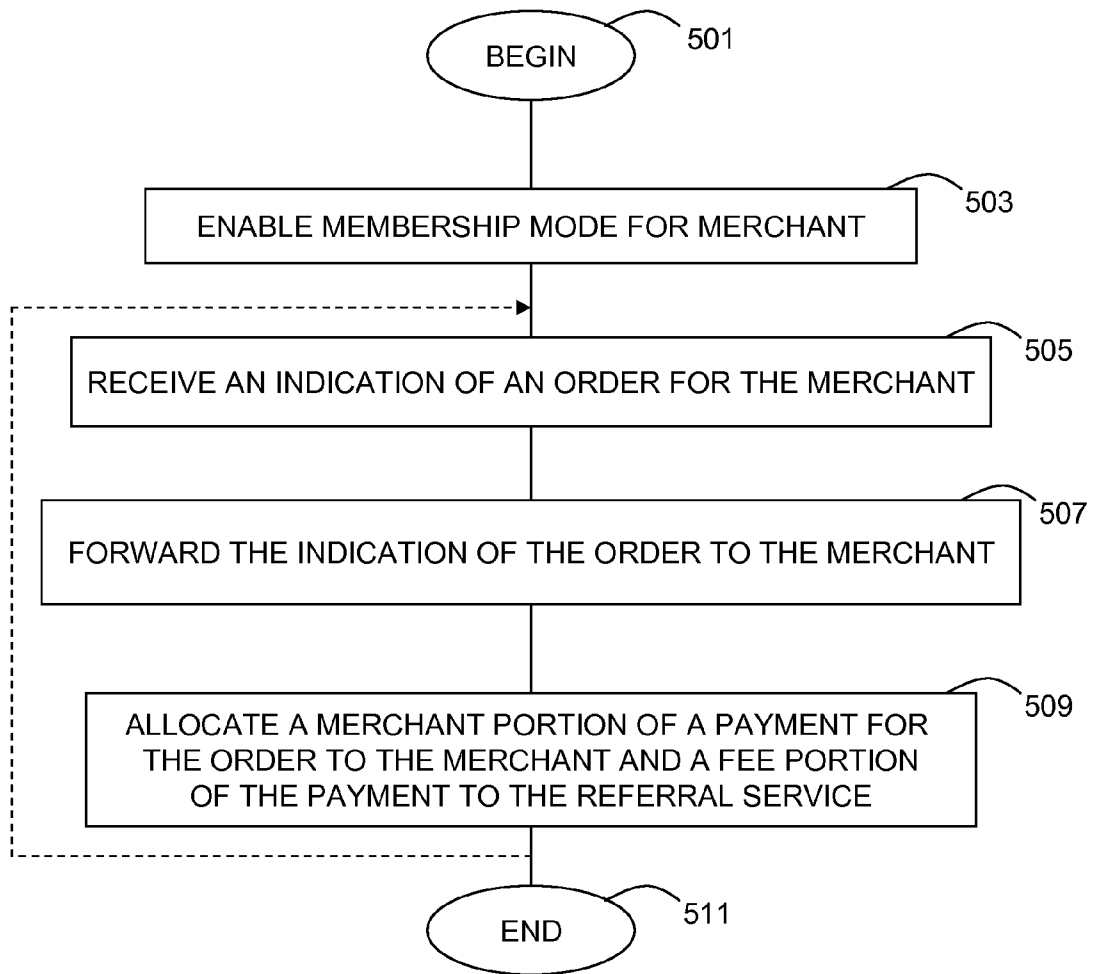 BEGIN
501
503
ENABLE MEMBERSHIP MODE FOR MERCHANT
505
RECEIVE AN INDICATION OF AN ORDER FOR THE MERCHANT
507
FORWARD THE INDICATION OF THE ORDER TO THE MERCHANT
509
ALLOCATE A MERCHANT PORTION OF A PAYMENT FOR
THE ORDER TO THE MERCHANT AND A FEE PORTION
OF THE PAYMENT TO THE REFERRAL SERVICE
511
END